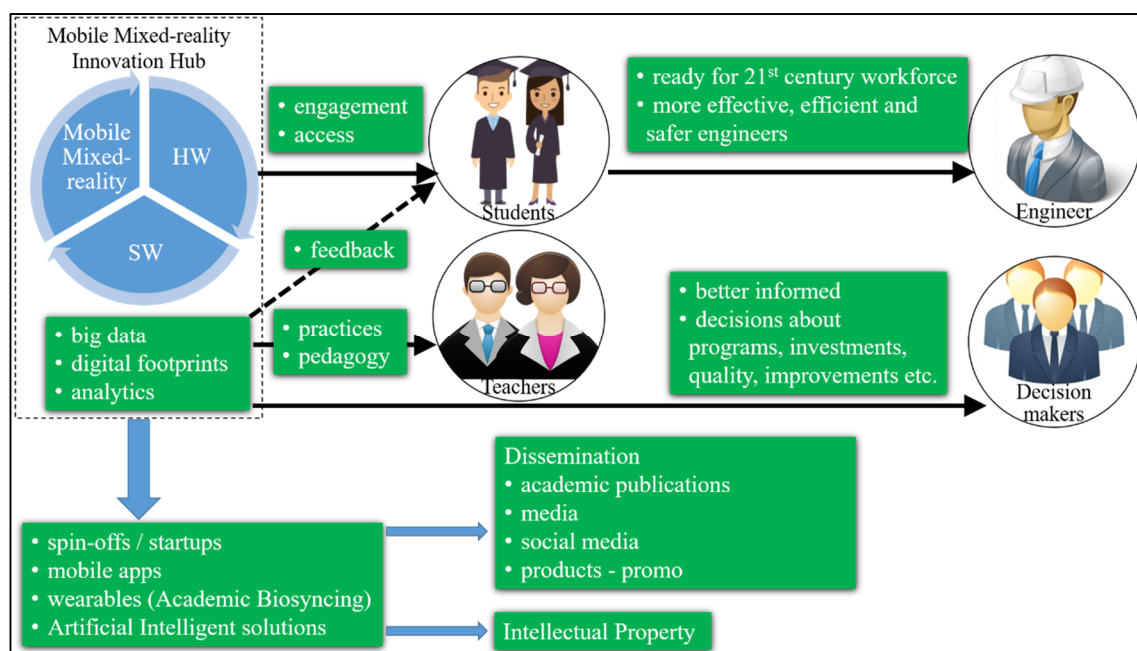 Mobile Mixed-reality
Innovation Hub
Mobile
Mixed-
reality
HW
SW
• big data
• digital footprints
• analytics
• engagement
• access
• feedback
• practices
• pedagogy
Students
Teachers
• ready for 21st century workforce
• more effective, efficient and
safer engineers
Engineer
• better informed
• decisions about
programs, investments,
quality, improvements etc.
Decision
makers
• spin-offs / startups
• mobile apps
• wearables (Academic Biosyncing)
• Artificial Intelligent solutions
Dissemination
• academic publications
• media
• social media
• products - promo
Intellectual Property